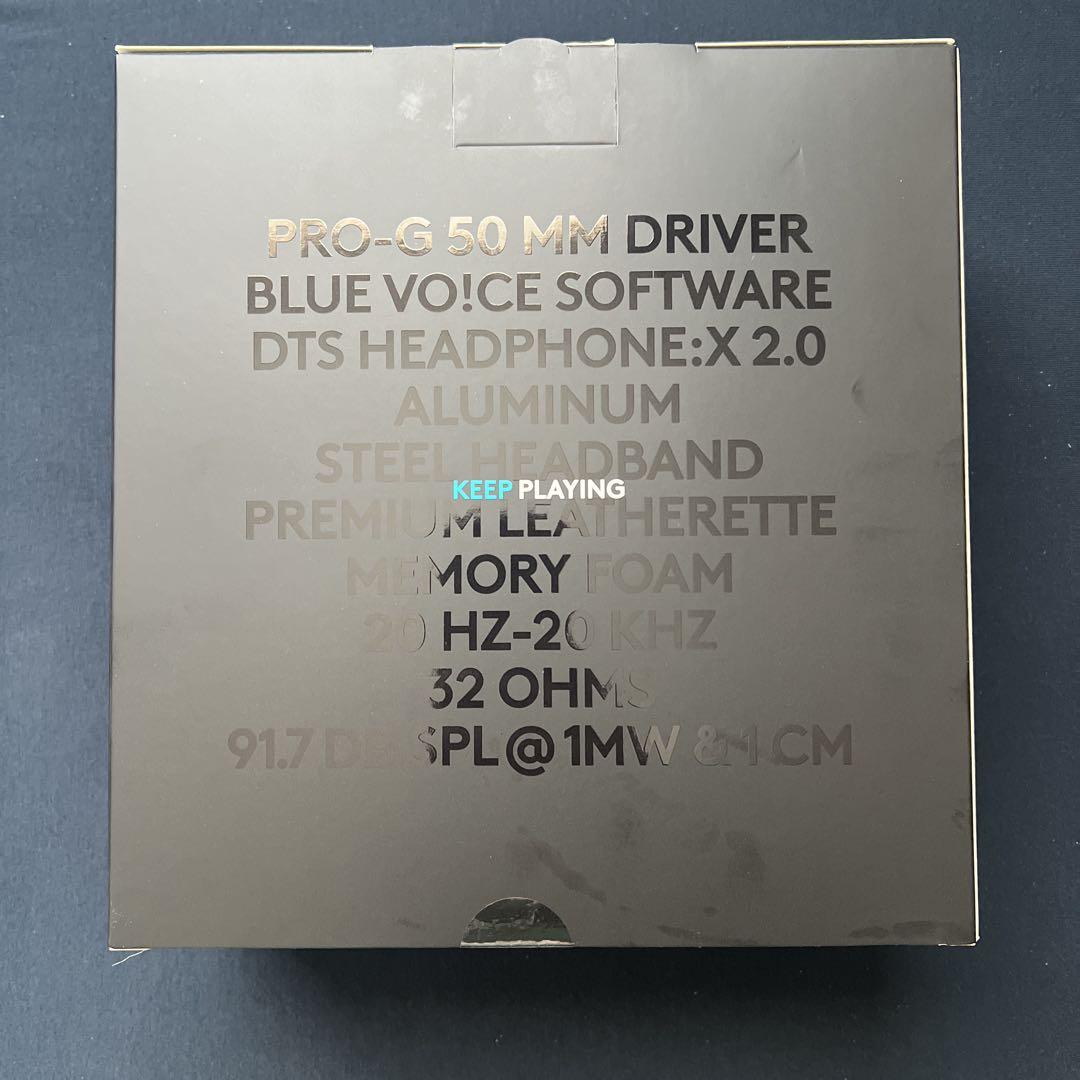 PRO-G 50 MM DRIVER
BLUE VO!CE SOFTWARE
DTS HEADPHONE:X 2.0
ALUMINUM
STEEL HEADBAND
KEEP PLAYING
PREMIUM LEATHERETTE
MEMORY FOAM
20 HZ-20 KHZ
32 OHMS
91.7 DB SPL @ 1MW & 1 CM